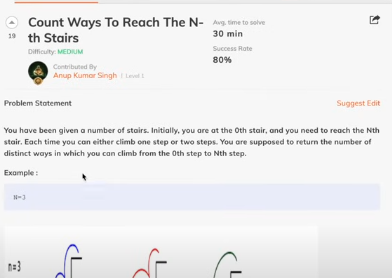 Count Ways To Reach The N-
th Stairs
19
Difficulty: MEDIUM
Contributed By
Anup Kumar Singh | Level 1
Avg. time to solve
30 min
Success Rate
80%
Problem Statement
Suggest Edit
You have been given a number of stairs. Initially, you are at the 0th stair, and you need to reach the Nth
stair. Each time you can either climb one step or two steps. You are supposed to return the number of
distinct ways in which you can climb from the 0th step to Nth step.
Example :
N=3
n=3